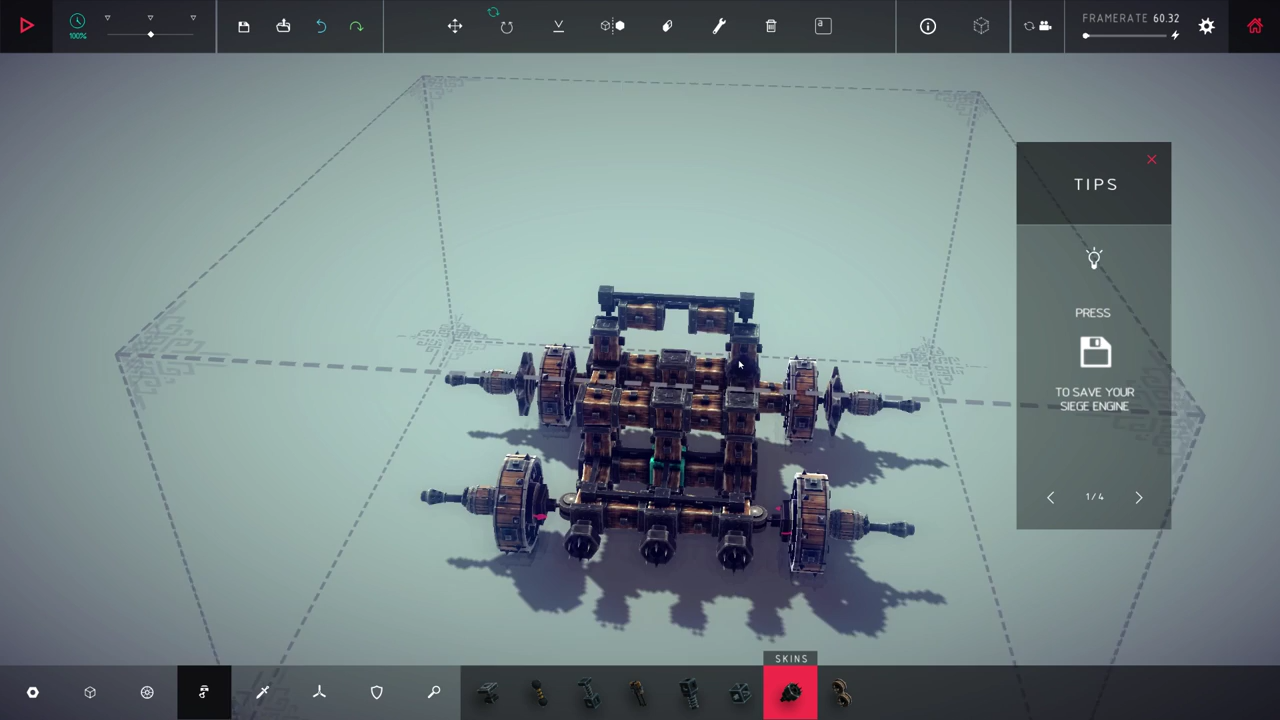 100%
a
FRAMERATE 60.32
TIPS
PRESS
TO SAVE YOUR
SIEGE ENGINE
1/4
SKINS